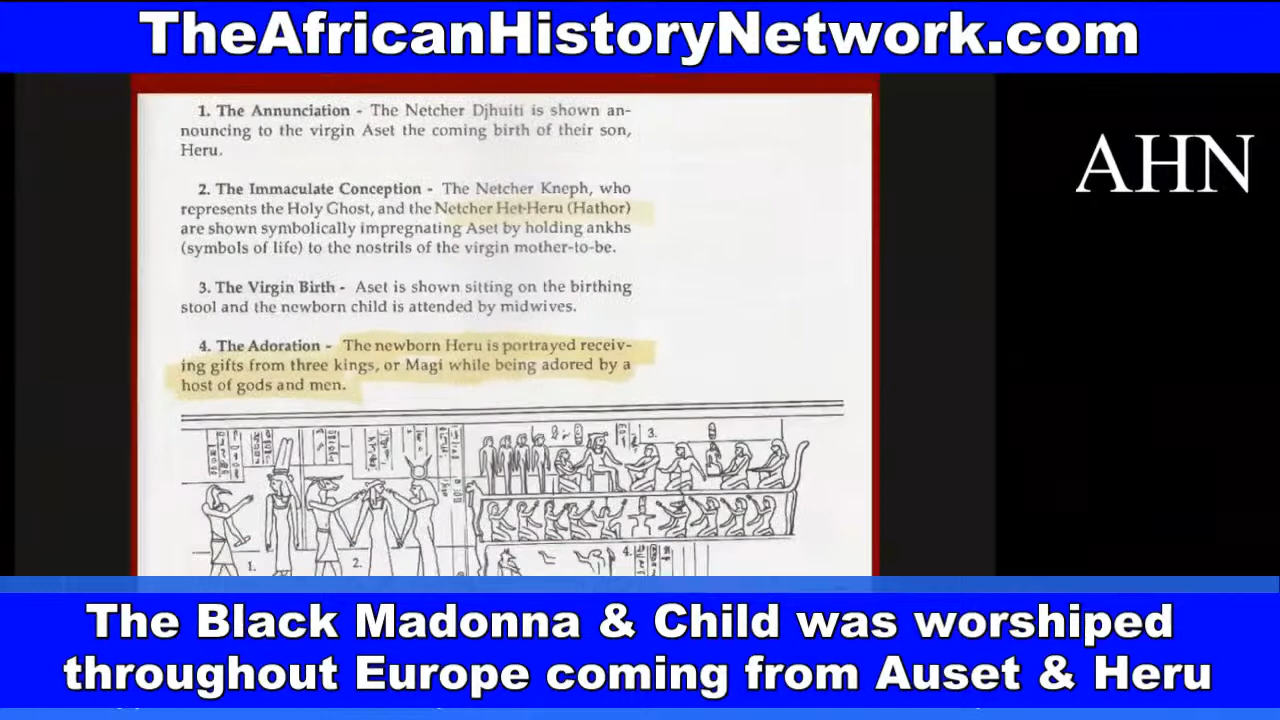 TheAfricanHistoryNetwork.com
AHN
1. The Annunciation - The Netcher Djhuiti is shown an-
nouncing to the virgin Aset the coming birth of their son,
Heru.
2. The Immaculate Conception - The Netcher Kneph, who
represents the Holy Ghost, and the Netcher Het-Heru (Hathor)
are shown symbolically impregnating Aset by holding ankhs
(symbols of life) to the nostrils of the virgin mother-to-be.
3. The Virgin Birth - Aset is shown sitting on the birthing
stool and the newborn child is attended by midwives.
4. The Adoration - The newborn Heru is portrayed receiv-
ing gifts from three kings, or Magi while being adored by a
host of gods and men.
3.
1.
2.
4.
The Black Madonna & Child was worshiped
throughout Europe coming from Auset & Heru